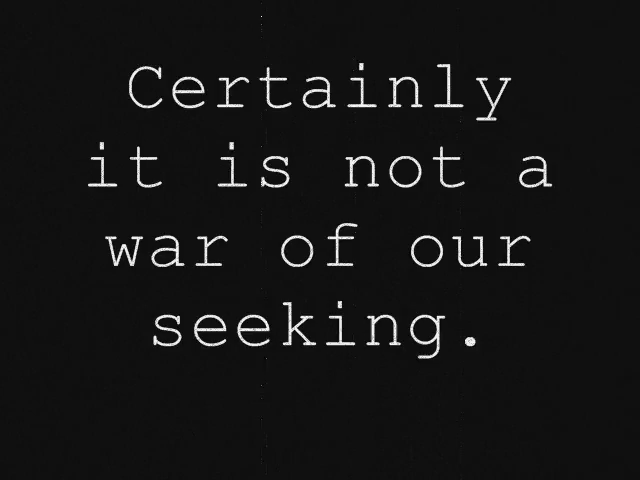 Certainly
it is not a
war of our
seeking.